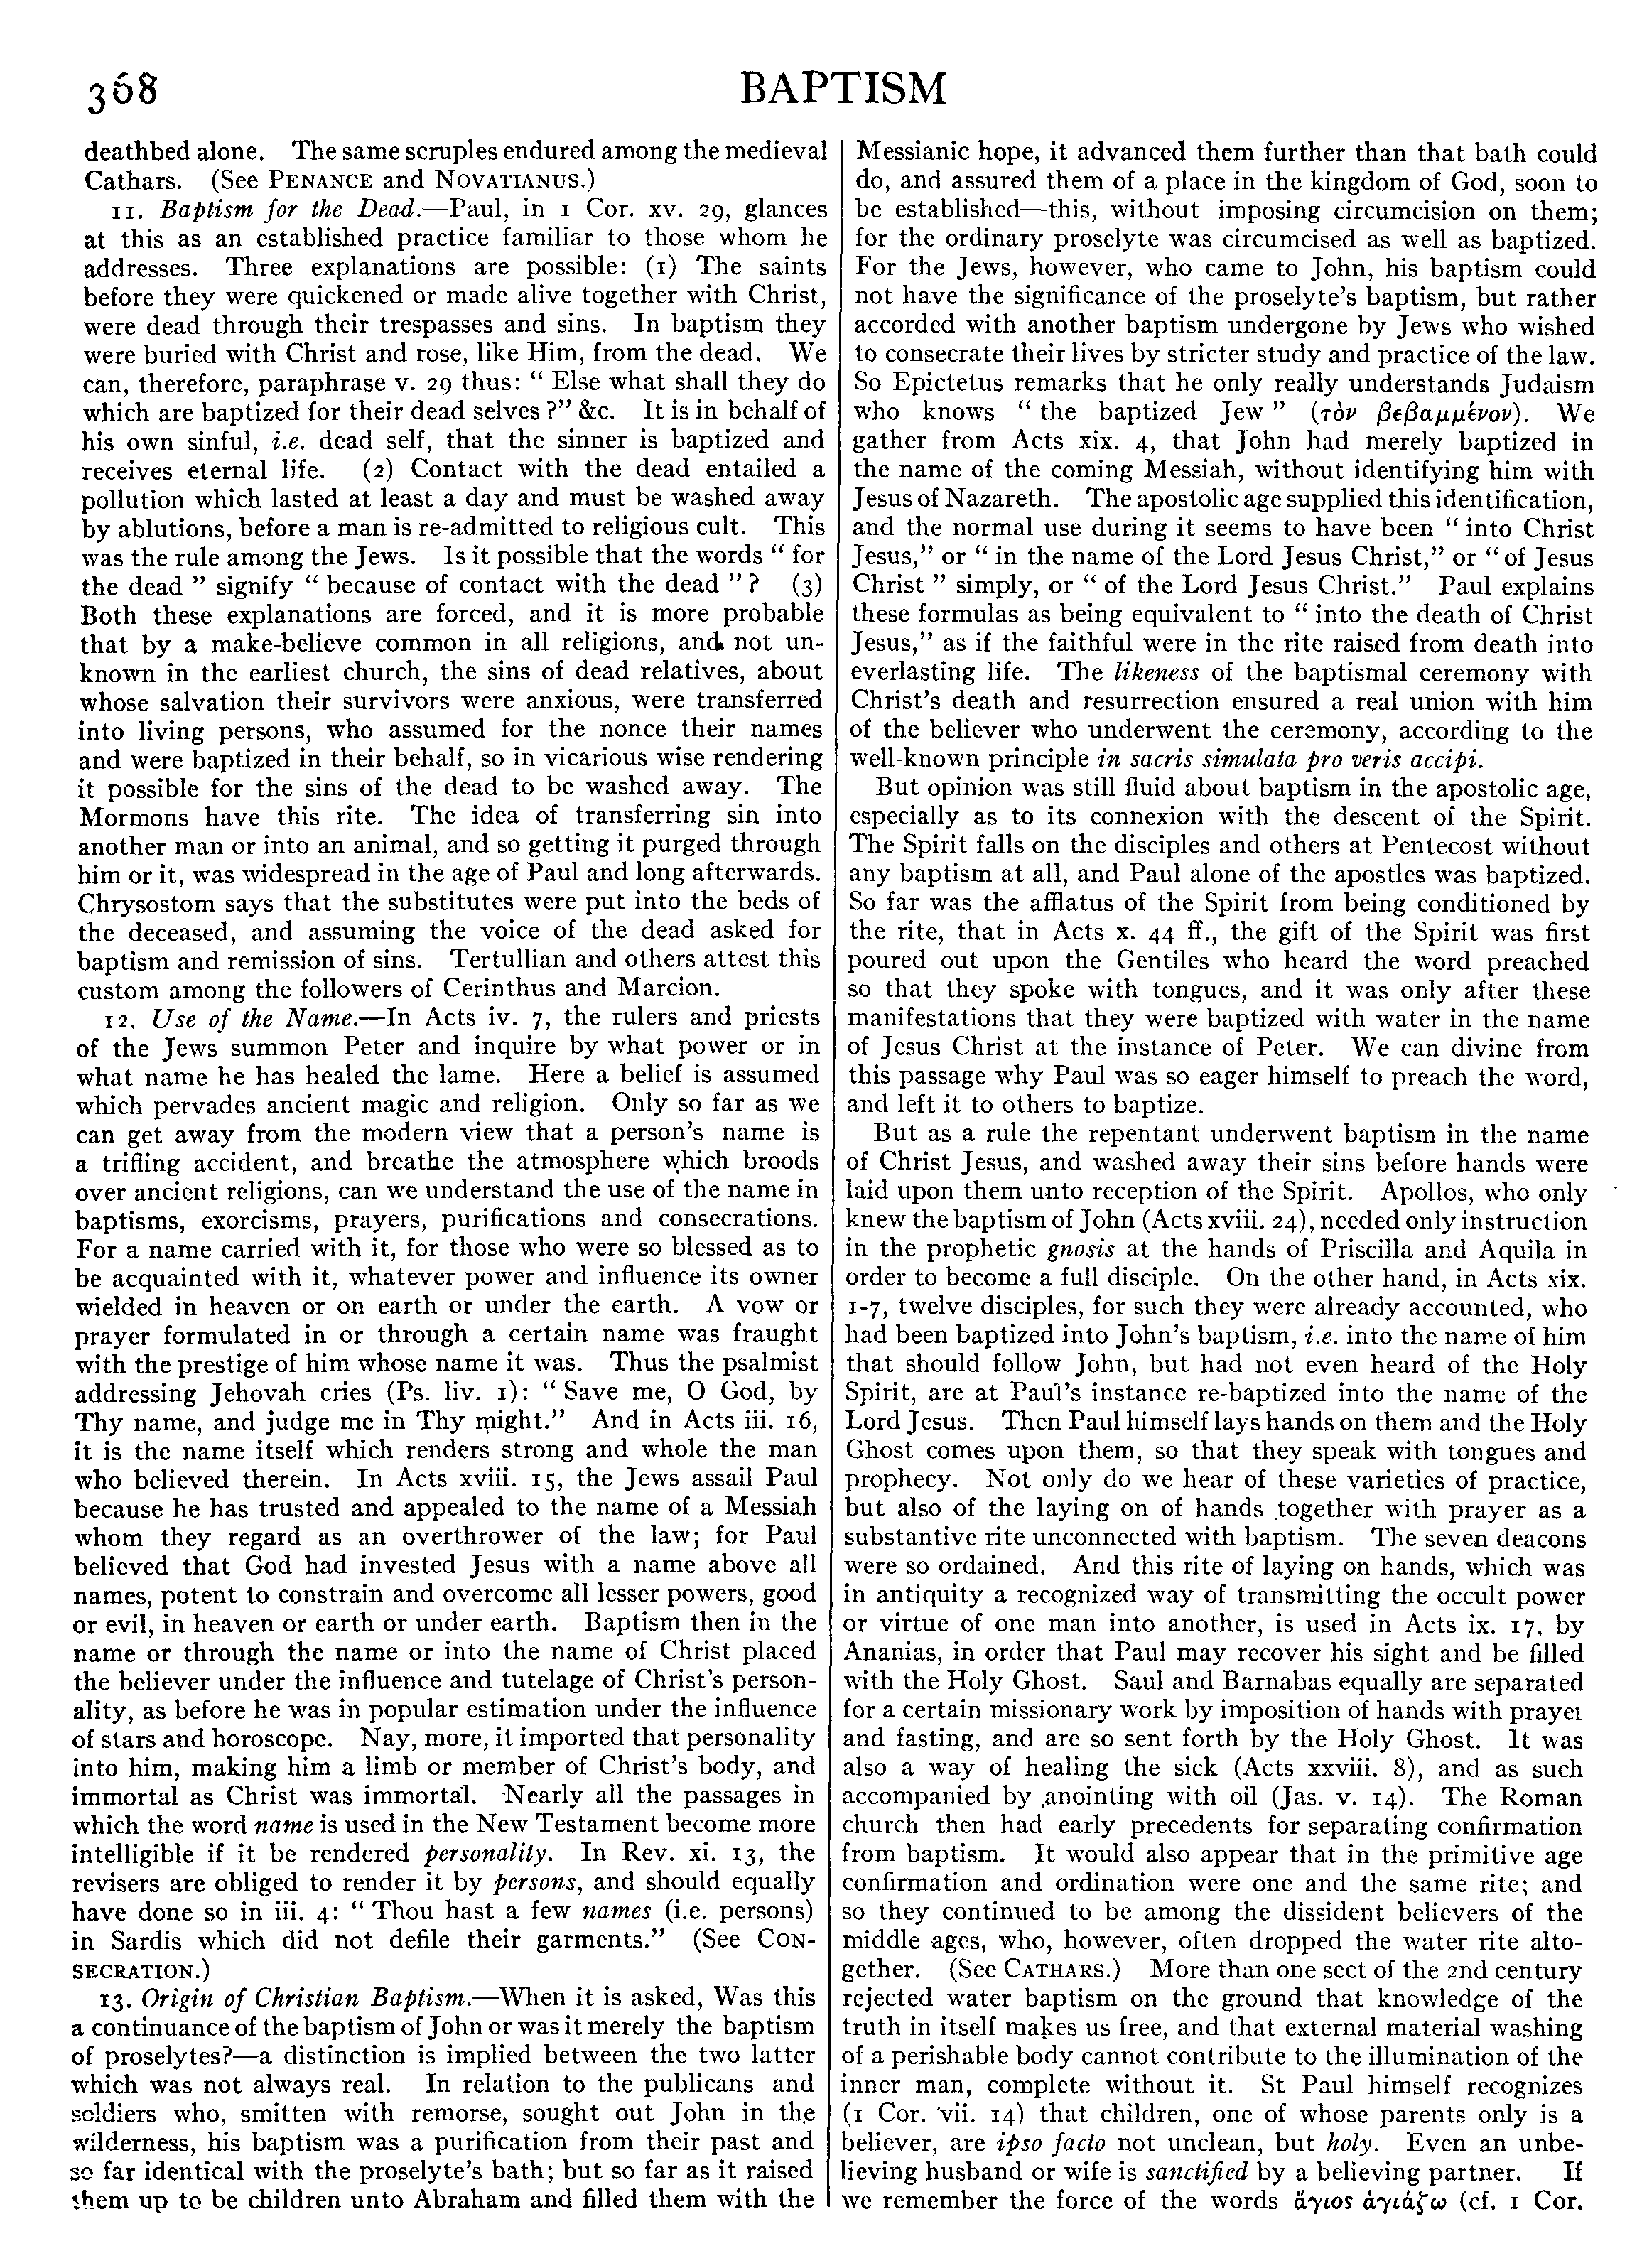 368
BAPTISM
deathbed alone. The same scruples endured among the medieval
Cathars. (See PENANCE and NOVATIANUS.)
11. Baptism for the Dead.—Paul, in 1 Cor. xv. 29, glances
at this as an established practice familiar to those whom he
addresses. Three explanations are possible: (1) The saints
before they were quickened or made alive together with Christ,
were dead through their trespasses and sins. In baptism they
were buried with Christ and rose, like Him, from the dead. We
can, therefore, paraphrase v. 29 thus: “ Else what shall they do
which are baptized for their dead selves ?” &c. It is in behalf of
his own sinful, i.e. dead self, that the sinner is baptized and
receives eternal life. (2) Contact with the dead entailed a
pollution which lasted at least a day and must be washed away
by ablutions, before a man is re-admitted to religious cult. This
was the rule among the Jews. Is it possible that the words “ for
the dead ” signify “ because of contact with the dead ” ? (3)
Both these explanations are forced, and it is more probable
that by a make-believe common in all religions, and not un-
known in the earliest church, the sins of dead relatives, about
whose salvation their survivors were anxious, were transferred
into living persons, who assumed for the nonce their names
and were baptized in their behalf, so in vicarious wise rendering
it possible for the sins of the dead to be washed away. The
Mormons have this rite. The idea of transferring sin into
another man or into an animal, and so getting it purged through
him or it, was widespread in the age of Paul and long afterwards.
Chrysostom says that the substitutes were put into the beds of
the deceased, and assuming the voice of the dead asked for
baptism and remission of sins. Tertullian and others attest this
custom among the followers of Cerinthus and Marcion.
12. Use of the Name.—In Acts iv. 7, the rulers and priests
of the Jews summon Peter and inquire by what power or in
what name he has healed the lame. Here a belief is assumed
which pervades ancient magic and religion. Only so far as we
can get away from the modern view that a person’s name is
a trifling accident, and breathe the atmosphere which broods
over ancient religions, can we understand the use of the name in
baptisms, exorcisms, prayers, purifications and consecrations.
For a name carried with it, for those who were so blessed as to
be acquainted with it, whatever power and influence its owner
wielded in heaven or on earth or under the earth. A vow or
prayer formulated in or through a certain name was fraught
with the prestige of him whose name it was. Thus the psalmist
addressing Jehovah cries (Ps. liv. 1): “ Save me, O God, by
Thy name, and judge me in Thy might.” And in Acts iii. 16,
it is the name itself which renders strong and whole the man
who believed therein. In Acts xviii. 15, the Jews assail Paul
because he has trusted and appealed to the name of a Messiah
whom they regard as an overthrower of the law; for Paul
believed that God had invested Jesus with a name above all
names, potent to constrain and overcome all lesser powers, good
or evil, in heaven or earth or under earth. Baptism then in the
name or through the name or into the name of Christ placed
the believer under the influence and tutelage of Christ’s person-
ality, as before he was in popular estimation under the influence
of stars and horoscope. Nay, more, it imported that personality
into him, making him a limb or member of Christ’s body, and
immortal as Christ was immortal. Nearly all the passages in
which the word name is used in the New Testament become more
intelligible if it be rendered personality. In Rev. xi. 13, the
revisers are obliged to render it by persons, and should equally
have done so in iii. 4: “ Thou hast a few names (i.e. persons)
in Sardis which did not defile their garments.” (See CON-
SECRATION.)
13. Origin of Christian Baptism.—When it is asked, Was this
a continuance of the baptism of John or was it merely the baptism
of proselytes?—a distinction is implied between the two latter
which was not always real. In relation to the publicans and
soldiers who, smitten with remorse, sought out John in the
wilderness, his baptism was a purification from their past and
so far identical with the proselyte’s bath; but so far as it raised
them up to be children unto Abraham and filled them with the
Messianic hope, it advanced them further than that bath could
do, and assured them of a place in the kingdom of God, soon to
be established—this, without imposing circumcision on them;
for the ordinary proselyte was circumcised as well as baptized.
For the Jews, however, who came to John, his baptism could
not have the significance of the proselyte’s baptism, but rather
accorded with another baptism undergone by Jews who wished
to consecrate their lives by stricter study and practice of the law.
So Epictetus remarks that he only really understands Judaism
who knows “ the baptized Jew ” (τὸν βεβαμμένον). We
gather from Acts xix. 4, that John had merely baptized in
the name of the coming Messiah, without identifying him with
Jesus of Nazareth. The apostolic age supplied this identification,
and the normal use during it seems to have been “ into Christ
Jesus,” or “ in the name of the Lord Jesus Christ,” or “ of Jesus
Christ ” simply, or “ of the Lord Jesus Christ.” Paul explains
these formulas as being equivalent to “ into the death of Christ
Jesus,” as if the faithful were in the rite raised from death into
everlasting life. The likeness of the baptismal ceremony with
Christ’s death and resurrection ensured a real union with him
of the believer who underwent the ceremony, according to the
well-known principle in sacris simulata pro veris accipi.
But opinion was still fluid about baptism in the apostolic age,
especially as to its connexion with the descent of the Spirit.
The Spirit falls on the disciples and others at Pentecost without
any baptism at all, and Paul alone of the apostles was baptized.
So far was the afflatus of the Spirit from being conditioned by
the rite, that in Acts x. 44 ff., the gift of the Spirit was first
poured out upon the Gentiles who heard the word preached
so that they spoke with tongues, and it was only after these
manifestations that they were baptized with water in the name
of Jesus Christ at the instance of Peter. We can divine from
this passage why Paul was so eager himself to preach the word,
and left it to others to baptize.
But as a rule the repentant underwent baptism in the name
of Christ Jesus, and washed away their sins before hands were
laid upon them unto reception of the Spirit. Apollos, who only
knew the baptism of John (Acts xviii. 24), needed only instruction
in the prophetic gnosis at the hands of Priscilla and Aquila in
order to become a full disciple. On the other hand, in Acts xix.
1-7, twelve disciples, for such they were already accounted, who
had been baptized into John’s baptism, i.e. into the name of him
that should follow John, but had not even heard of the Holy
Spirit, are at Paul’s instance re-baptized into the name of the
Lord Jesus. Then Paul himself lays hands on them and the Holy
Ghost comes upon them, so that they speak with tongues and
prophecy. Not only do we hear of these varieties of practice,
but also of the laying on of hands together with prayer as a
substantive rite unconnected with baptism. The seven deacons
were so ordained. And this rite of laying on hands, which was
in antiquity a recognized way of transmitting the occult power
or virtue of one man into another, is used in Acts ix. 17, by
Ananias, in order that Paul may recover his sight and be filled
with the Holy Ghost. Saul and Barnabas equally are separated
for a certain missionary work by imposition of hands with prayer
and fasting, and are so sent forth by the Holy Ghost. It was
also a way of healing the sick (Acts xxviii. 8), and as such
accompanied by anointing with oil (Jas. v. 14). The Roman
church then had early precedents for separating confirmation
from baptism. It would also appear that in the primitive age
confirmation and ordination were one and the same rite; and
so they continued to be among the dissident believers of the
middle ages, who, however, often dropped the water rite alto-
gether. (See CATHARS.) More than one sect of the 2nd century
rejected water baptism on the ground that knowledge of the
truth in itself makes us free, and that external material washing
of a perishable body cannot contribute to the illumination of the
inner man, complete without it. St Paul himself recognizes
(1 Cor. vii. 14) that children, one of whose parents only is a
believer, are ipso facto not unclean, but holy. Even an unbe-
lieving husband or wife is sanctified by a believing partner. If
we remember the force of the words ἅγιος ἁγιάζω (cf. 1 Cor.